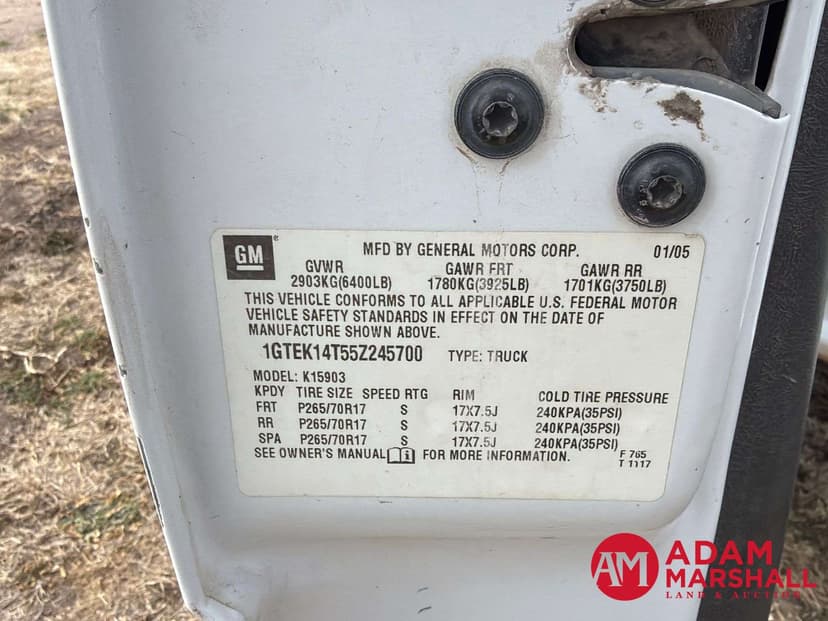 GM
MFD BY GENERAL MOTORS CORP. 01/05
GVWR GAWR FRT GAWR RR
2903KG(6400LB) 1780KG(3925LB) 1701KG(3750LB)
THIS VEHICLE CONFORMS TO ALL APPLICABLE U.S. FEDERAL MOTOR
VEHICLE SAFETY STANDARDS IN EFFECT ON THE DATE OF
MANUFACTURE SHOWN ABOVE.
1GTEK14T55Z245700 TYPE: TRUCK
MODEL: K15903
KPDY TIRE SIZE SPEED RTG RIM COLD TIRE PRESSURE
FRT P265/70R17 S 17X7.5J 240KPA(35PSI)
RR P265/70R17 S 17X7.5J 240KPA(35PSI)
SPA P265/70R17 S 17X7.5J 240KPA(35PSI)
SEE OWNER'S MANUAL FOR MORE INFORMATION.
F 765
T 1117
AM ADAM
MARSHALL
LAND & AUCTION